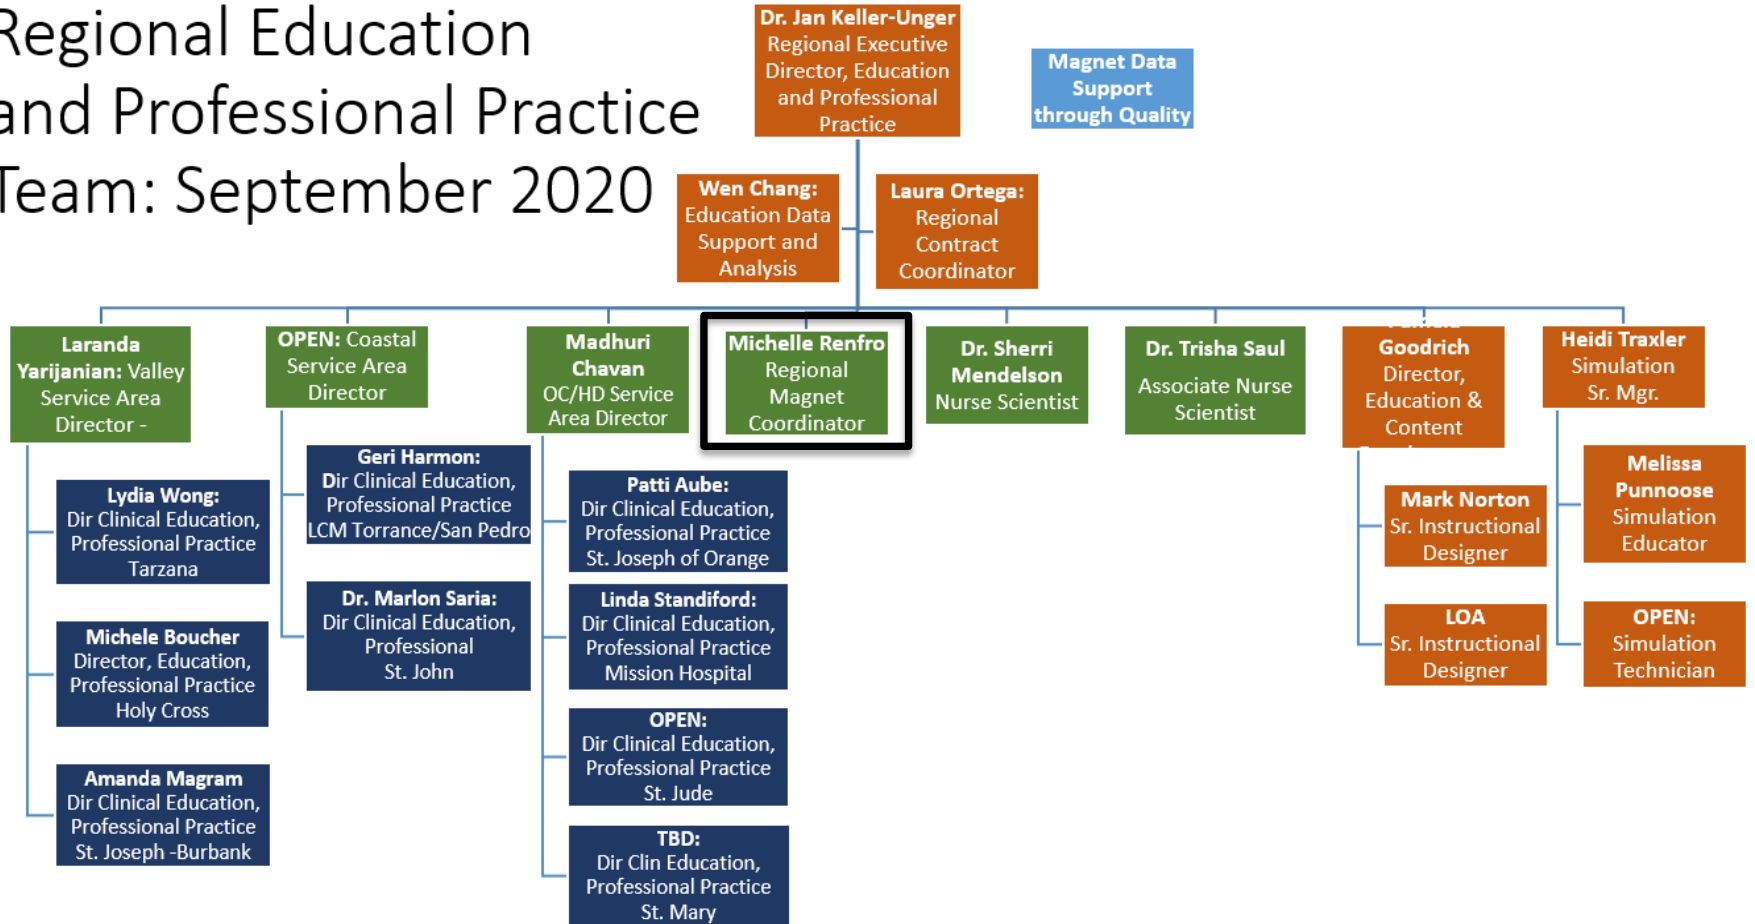 Regional Education
and Professional Practice
Team: September 2020
Dr. Jan Keller-Unger
Regional Executive
Director, Education
and Professional
Practice
Magnet Data
Support
through Quality
Wen Chang:
Education Data
Support and
Analysis
Laura Ortega:
Regional
Contract
Coordinator
Laranda
Yarijanian: Valley
Service Area
Director -
OPEN: Coastal
Service Area
Director
Madhuri
Chavan
OC/HD Service
Area Director
Michelle Renfro
Regional
Magnet
Coordinator
Dr. Sherri
Mendelson
Nurse Scientist
Dr. Trisha Saul
Associate Nurse
Scientist
Goodrich
Director,
Education &
Content
Heidi Traxler
Simulation
Sr. Mgr.
Lydia Wong:
Dir Clinical Education,
Professional Practice
Tarzana
Michele Boucher
Director, Education,
Professional Practice
Holy Cross
Amanda Magram
Dir Clinical Education,
Professional Practice
St. Joseph -Burbank
Geri Harmon:
Dir Clinical Education,
Professional Practice
LCM Torrance/San Pedro
Dr. Marlon Saria:
Dir Clinical Education,
Professional
St. John
Patti Aube:
Dir Clinical Education,
Professional Practice
St. Joseph of Orange
Linda Standiford:
Dir Clinical Education,
Professional Practice
Mission Hospital
OPEN:
Dir Clinical Education,
Professional Practice
St. Jude
TBD:
Dir Clin Education,
Professional Practice
St. Mary
Mark Norton
Sr. Instructional
Designer
LOA
Sr. Instructional
Designer
Melissa
Punnoose
Simulation
Educator
OPEN:
Simulation
Technician